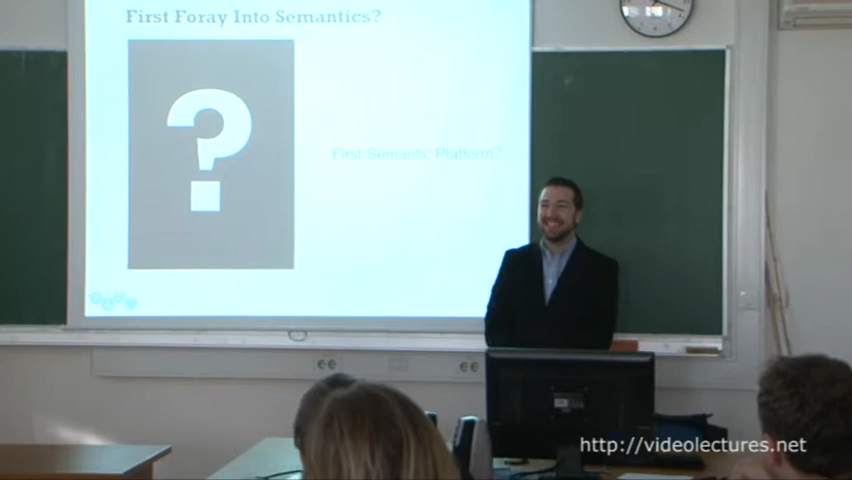 First Foray Into Semantics?
?
First Semantic Platform?
http://videolectures.net